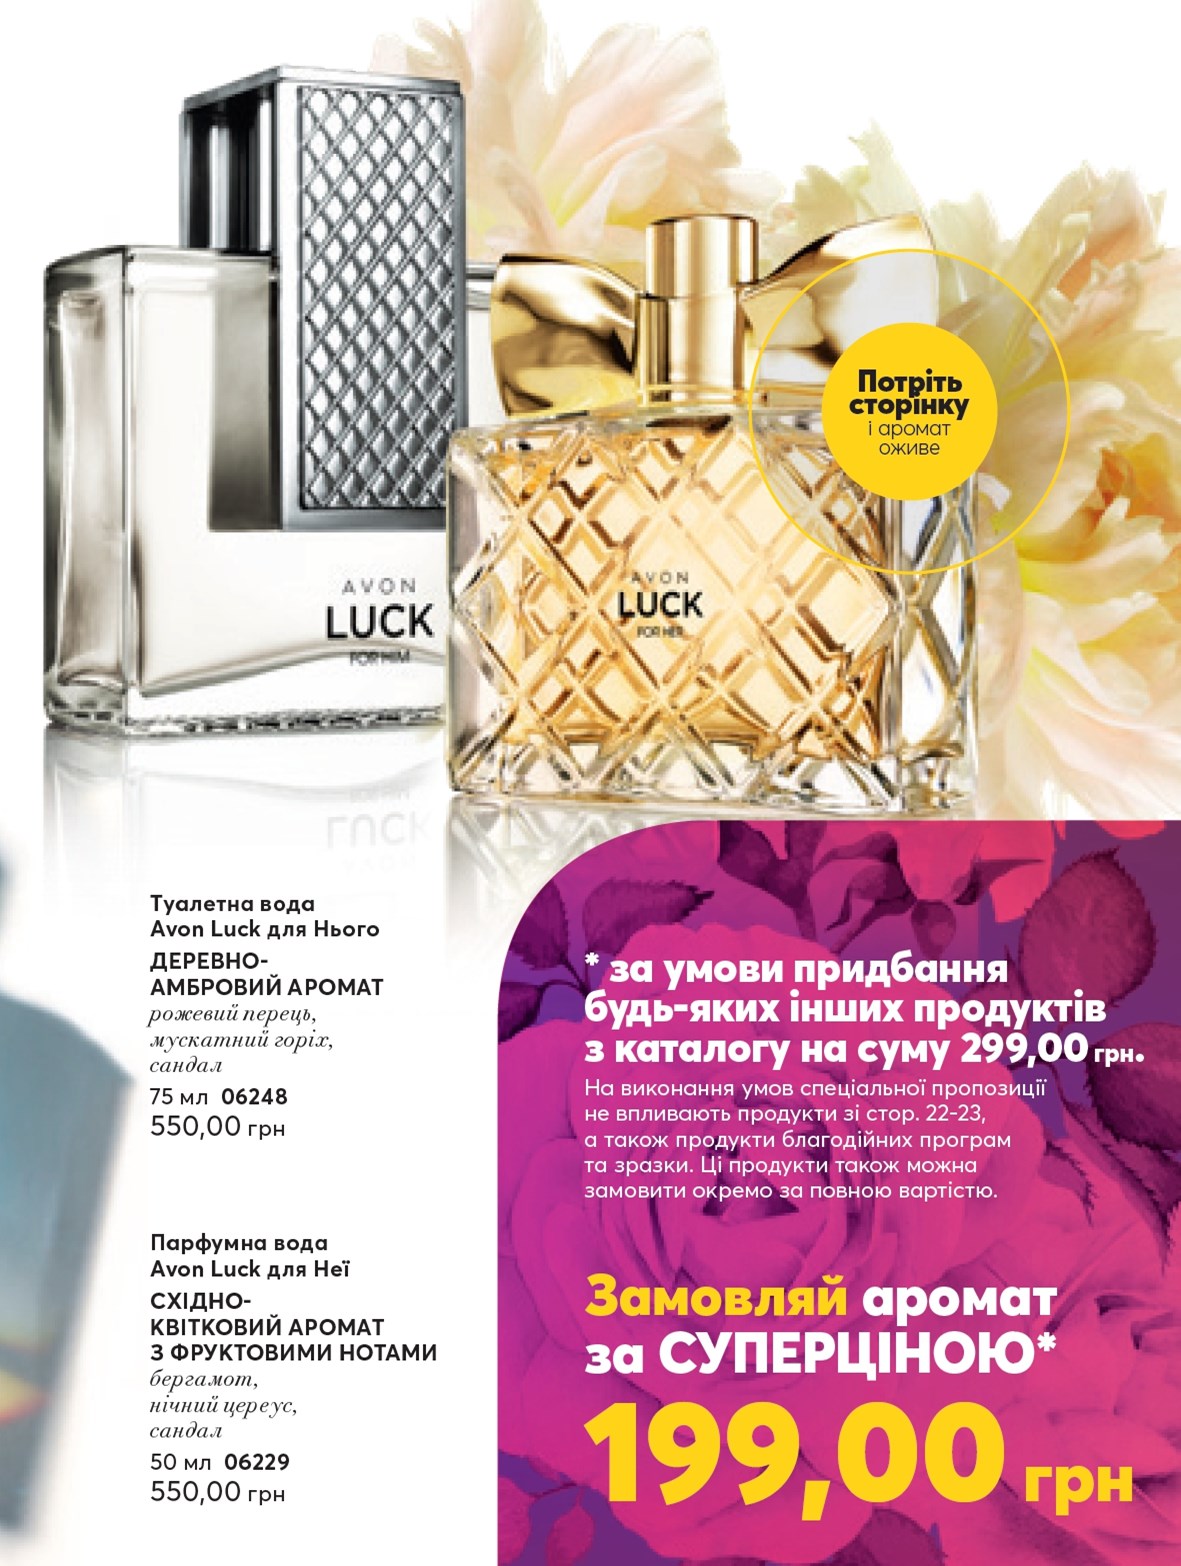 Потріть
сторінку
і аромат
оживе
AVON
LUCK
FOR HIM
AVON
LUCK
FOR HER
Туалетна вода
Avon Luck для Нього
ДЕРЕВНО-
АМБРОВИЙ АРОМАТ
рожевий перець,
мускатний горіх,
сандал
75 мл 06248
550,00 грн
Парфумна вода
Avon Luck для Неї
СХІДНО-
КВІТКОВИЙ АРОМАТ
З ФРУКТОВИМИ НОТАМИ
бергамот,
нічний цереус,
сандал
50 мл 06229
550,00 грн
* за умови придбання
будь-яких інших продуктів
з каталогу на суму 299,00 грн.
На виконання умов спеціальної пропозиції
не впливають продукти зі стор. 22-23,
а також продукти благодійних програм
та зразки. Ці продукти також можна
замовити окремо за повною вартістю.
Замовляй аромат
за СУПЕРЦІНОЮ*
199,00 грн